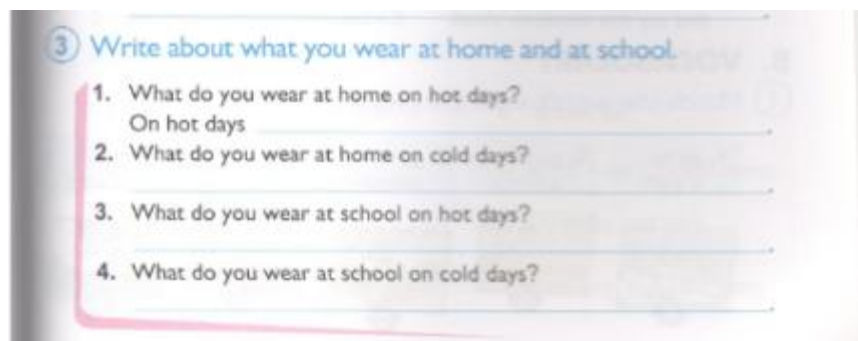 3 Write about what you wear at home and at school.
1. What do you wear at home on hot days?
On hot days .
2. What do you wear at home on cold days?
.
3. What do you wear at school on hot days?
.
4. What do you wear at school on cold days?
.